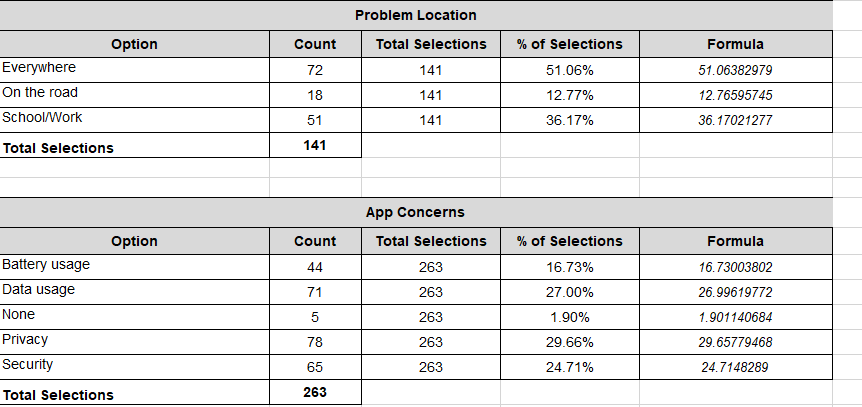 Problem Location
Option Count Total Selections % of Selections Formula
Everywhere 72 141 51.06% 51.06382979
On the road 18 141 12.77% 12.76595745
School/Work 51 141 36.17% 36.17021277
Total Selections 141
App Concerns
Option Count Total Selections % of Selections Formula
Battery usage 44 263 16.73% 16.73003802
Data usage 71 263 27.00% 26.99619772
None 5 263 1.90% 1.901140684
Privacy 78 263 29.66% 29.65779468
Security 65 263 24.71% 24.7148289
Total Selections 263